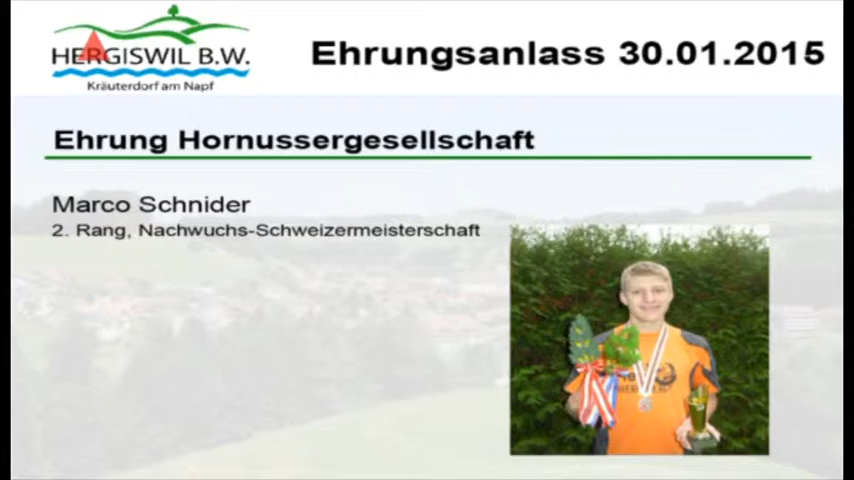 HERGISWIL B.W.
Kräuterdorf am Napf
Ehrungsanlass 30.01.2015
Ehrung Hornussergesellschaft
Marco Schnider
2. Rang, Nachwuchs-Schweizermeisterschaft